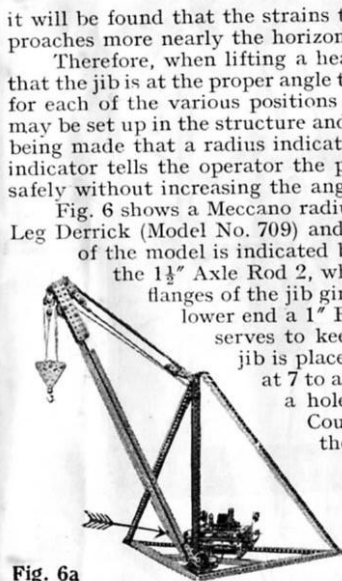 it will be found that the strains t
proaches more nearly the horizon
Therefore, when lifting a hea
that the jib is at the proper angle t
for each of the various positions
may be set up in the structure and
being made that a radius indicat
indicator tells the operator the p
safely without increasing the ang
Fig. 6 shows a Meccano radiu
Leg Derrick (Model No. 709) and
of the model is indicated b
the 1½″ Axle Rod 2, wh
flanges of the jib gir
lower end a 1″ F
serves to kee
jib is place
at 7 to a
a hole
Cou
the
Fig. 6a